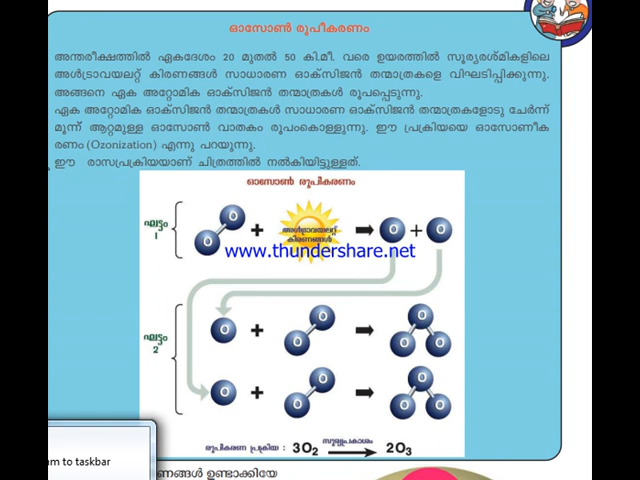 ഓസോൺ രൂപീകരണം
അന്തരീക്ഷത്തിൽ ഏകദേശം 20 മുതൽ 50 കി.മീ. വരെ ഉയരത്തിൽ സൂര്യരശ്മികളിലെ
അൾട്രാവയലറ്റ് കിരണങ്ങൾ സാധാരണ ഓക്സിജൻ തന്മാത്രകളെ വിഘടിപ്പിക്കുന്നു.
അങ്ങനെ ഏക അറ്റോമിക ഓക്സിജൻ തന്മാത്രകൾ രൂപപ്പെടുന്നു.
ഏക അറ്റോമിക ഓക്സിജൻ തന്മാത്രകൾ സാധാരണ ഓക്സിജൻ തന്മാത്രകളോടു ചേർന്ന്
മൂന്ന് ആറ്റമുള്ള ഓസോൺ വാതകം രൂപംകൊള്ളുന്നു. ഈ പ്രക്രിയയെ ഓസോണീക
രണം (Ozonization) എന്നു പറയുന്നു.
ഈ രാസപ്രക്രിയയാണ് ചിത്രത്തിൽ നൽകിയിട്ടുള്ളത്.
ഓസോൺ രൂപീകരണം
ഘട്ടം 1
O O + അൾട്രാവയലറ്റ് കിരണങ്ങൾ ➡ O + O
www.thundershare.net
ഘട്ടം 2
O + O O ➡ O O O
O + O O ➡ O O O
രൂപീകരണ പ്രക്രിയ : 3O₂ സൂര്യപ്രകാശം → 2O₃
m to taskbar
ണങ്ങൾ ഉണ്ടാക്കിയേ